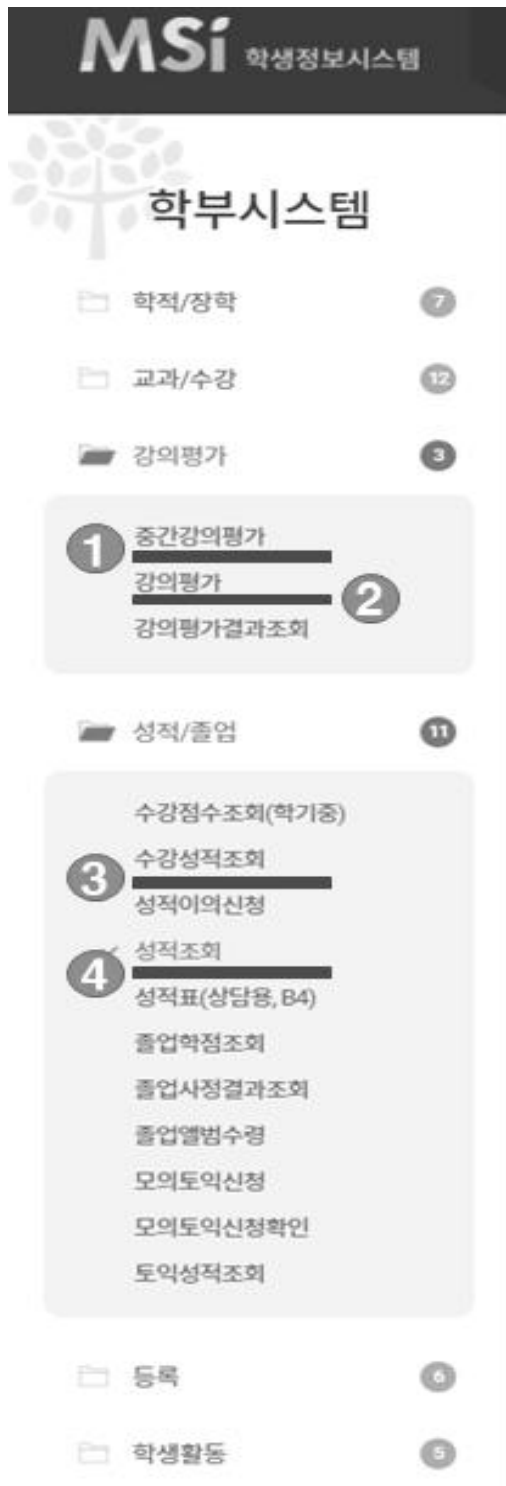 MSi 학생정보시스템
학부시스템
학적/장학 7
교과/수강 12
강의평가 3
1 중간강의평가
강의평가 2
강의평가결과조회
성적/졸업 11
수강점수조회(학기중)
3 수강성적조회
성적이의신청
4 성적조회
성적표(상담용, B4)
졸업학점조회
졸업사정결과조회
졸업앨범수령
모의토익신청
모의토익신청확인
토익성적조회
등록 6
학생활동 5